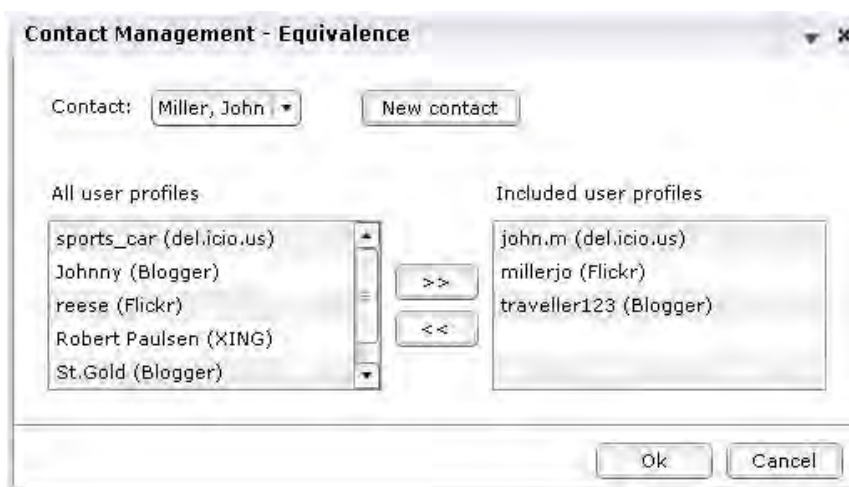 Contact Management - Equivalence
Contact: Miller, John New contact
All user profiles
sports_car (del.icio.us)
Johnny (Blogger)
reese (Flickr)
Robert Paulsen (XING)
St.Gold (Blogger)
>>
<<
Included user profiles
john.m (del.icio.us)
millerjo (Flickr)
traveller123 (Blogger)
Ok Cancel